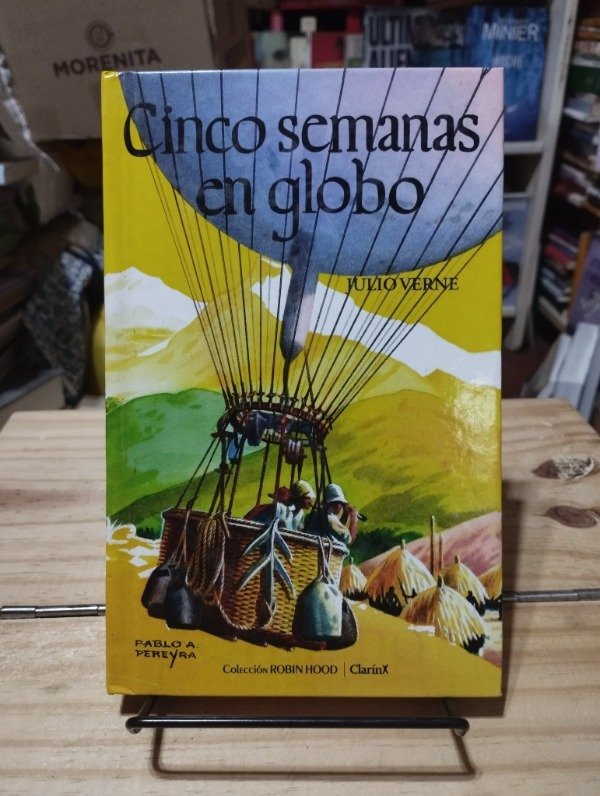 MORENITA
MINIER
Cinco semanas
en globo
JULIO VERNE
PABLO A.
PEREYRA
Colección ROBIN HOOD | Clarín